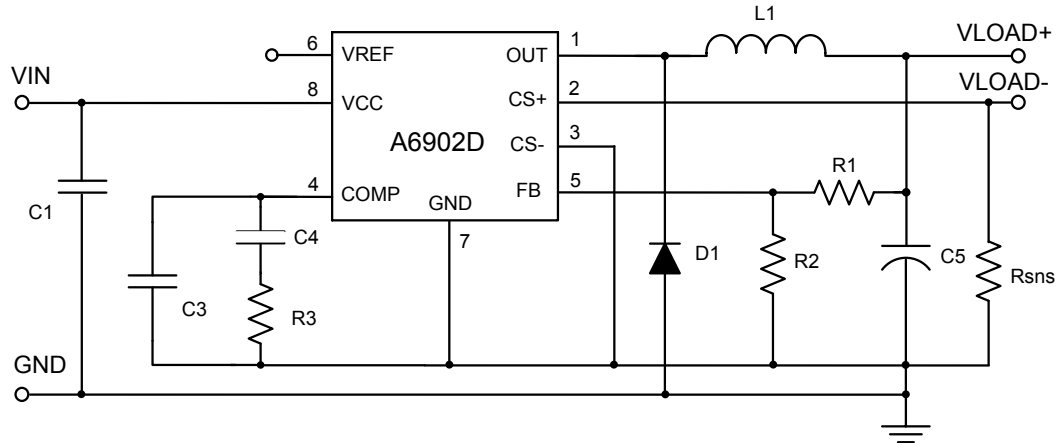 L1
VLOAD+
6 VREF OUT 1
VIN
VLOAD-
8 VCC CS+ 2
A6902D
CS- 3
R1
4 COMP FB 5
GND
7
C1
C4
D1
R2
C5
Rsns
C3
R3
GND